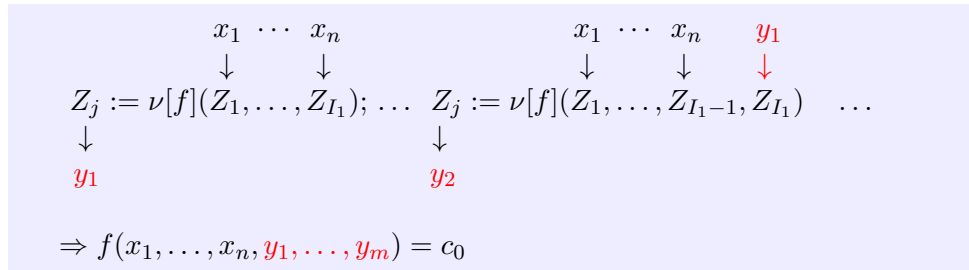 x₁ ⋯ xₙ x₁ ⋯ xₙ y₁
↓ ↓ ↓ ↓ ↓
Zⱼ := ν[f](Z₁, …, Z_{I₁}); … Zⱼ := ν[f](Z₁, …, Z_{I₁−1}, Z_{I₁}) …
↓ ↓
y₁ y₂
⇒ f(x₁, …, xₙ, y₁, …, yₘ) = c₀